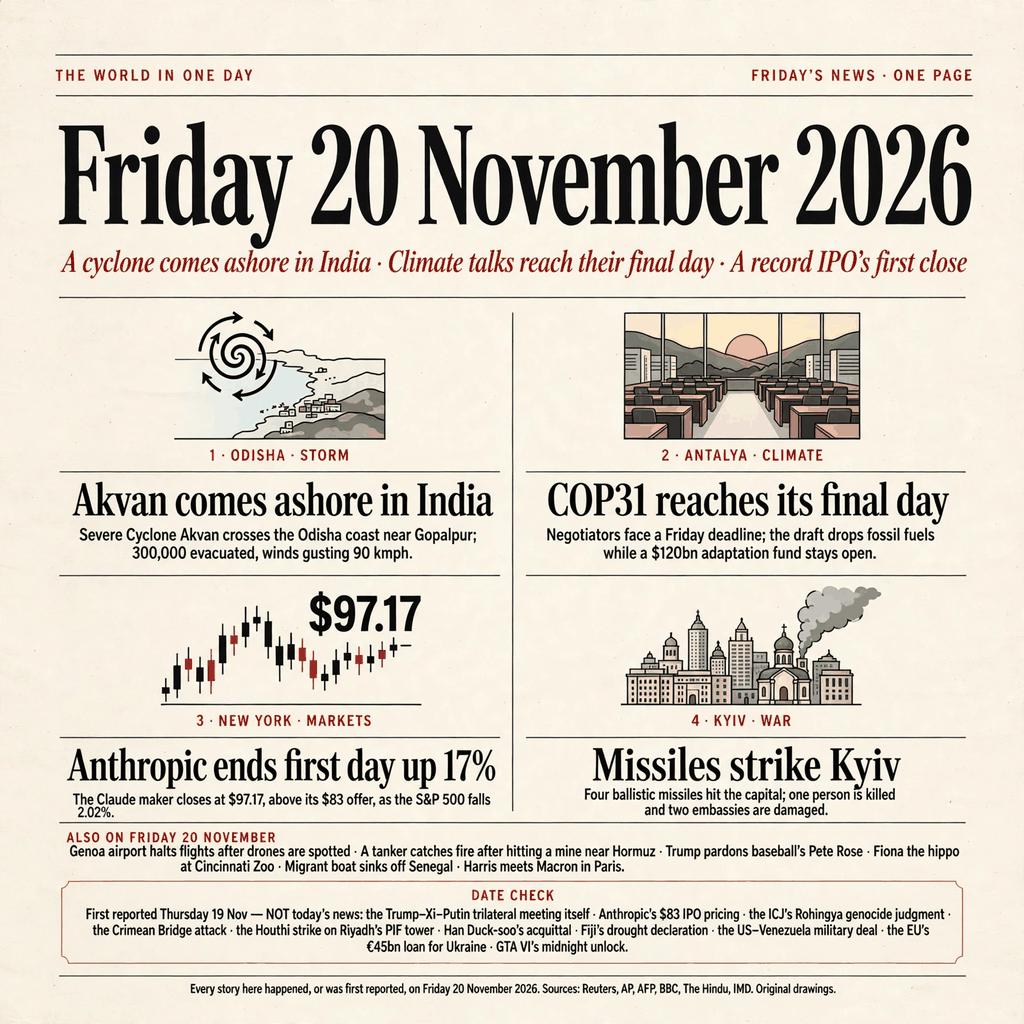 THE WORLD IN ONE DAY
FRIDAY'S NEWS · ONE PAGE
Friday 20 November 2026
A cyclone comes ashore in India · Climate talks reach their final day · A record IPO's first close
1 · ODISHA · STORM
Akvan comes ashore in India
Severe Cyclone Akvan crosses the Odisha coast near Gopalpur;
300,000 evacuated, winds gusting 90 kmph.
2 · ANTALYA · CLIMATE
COP31 reaches its final day
Negotiators face a Friday deadline; the draft drops fossil fuels
while a $120bn adaptation fund stays open.
$97.17
3 · NEW YORK · MARKETS
Anthropic ends first day up 17%
The Claude maker closes at $97.17, above its $83 offer, as the S&P 500 falls
2.02%.
4 · KYIV · WAR
Missiles strike Kyiv
Four ballistic missiles hit the capital; one person is killed
and two embassies are damaged.
ALSO ON FRIDAY 20 NOVEMBER
Genoa airport halts flights after drones are spotted · A tanker catches fire after hitting a mine near Hormuz · Trump pardons baseball's Pete Rose · Fiona the hippo
at Cincinnati Zoo · Migrant boat sinks off Senegal · Harris meets Macron in Paris.
DATE CHECK
First reported Thursday 19 Nov — NOT today's news: the Trump–Xi–Putin trilateral meeting itself · Anthropic's $83 IPO pricing · the ICJ's Rohingya genocide judgment ·
the Crimean Bridge attack · the Houthi strike on Riyadh's PIF tower · Han Duck-soo's acquittal · Fiji's drought declaration · the US–Venezuela military deal · the EU's
€45bn loan for Ukraine · GTA VI's midnight unlock.
Every story here happened, or was first reported, on Friday 20 November 2026. Sources: Reuters, AP, AFP, BBC, The Hindu, IMD. Original drawings.